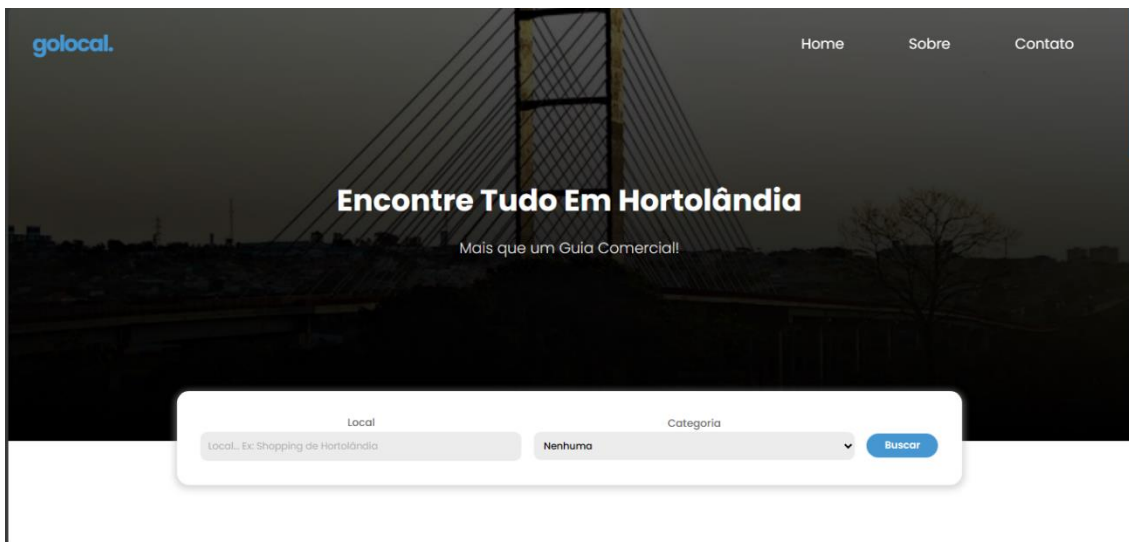 golocal.
Home Sobre Contato
Encontre Tudo Em Hortolândia
Mais que um Guia Comercial!
Local Categoria
Local... Ex: Shopping de Hortolândia Nenhuma Buscar